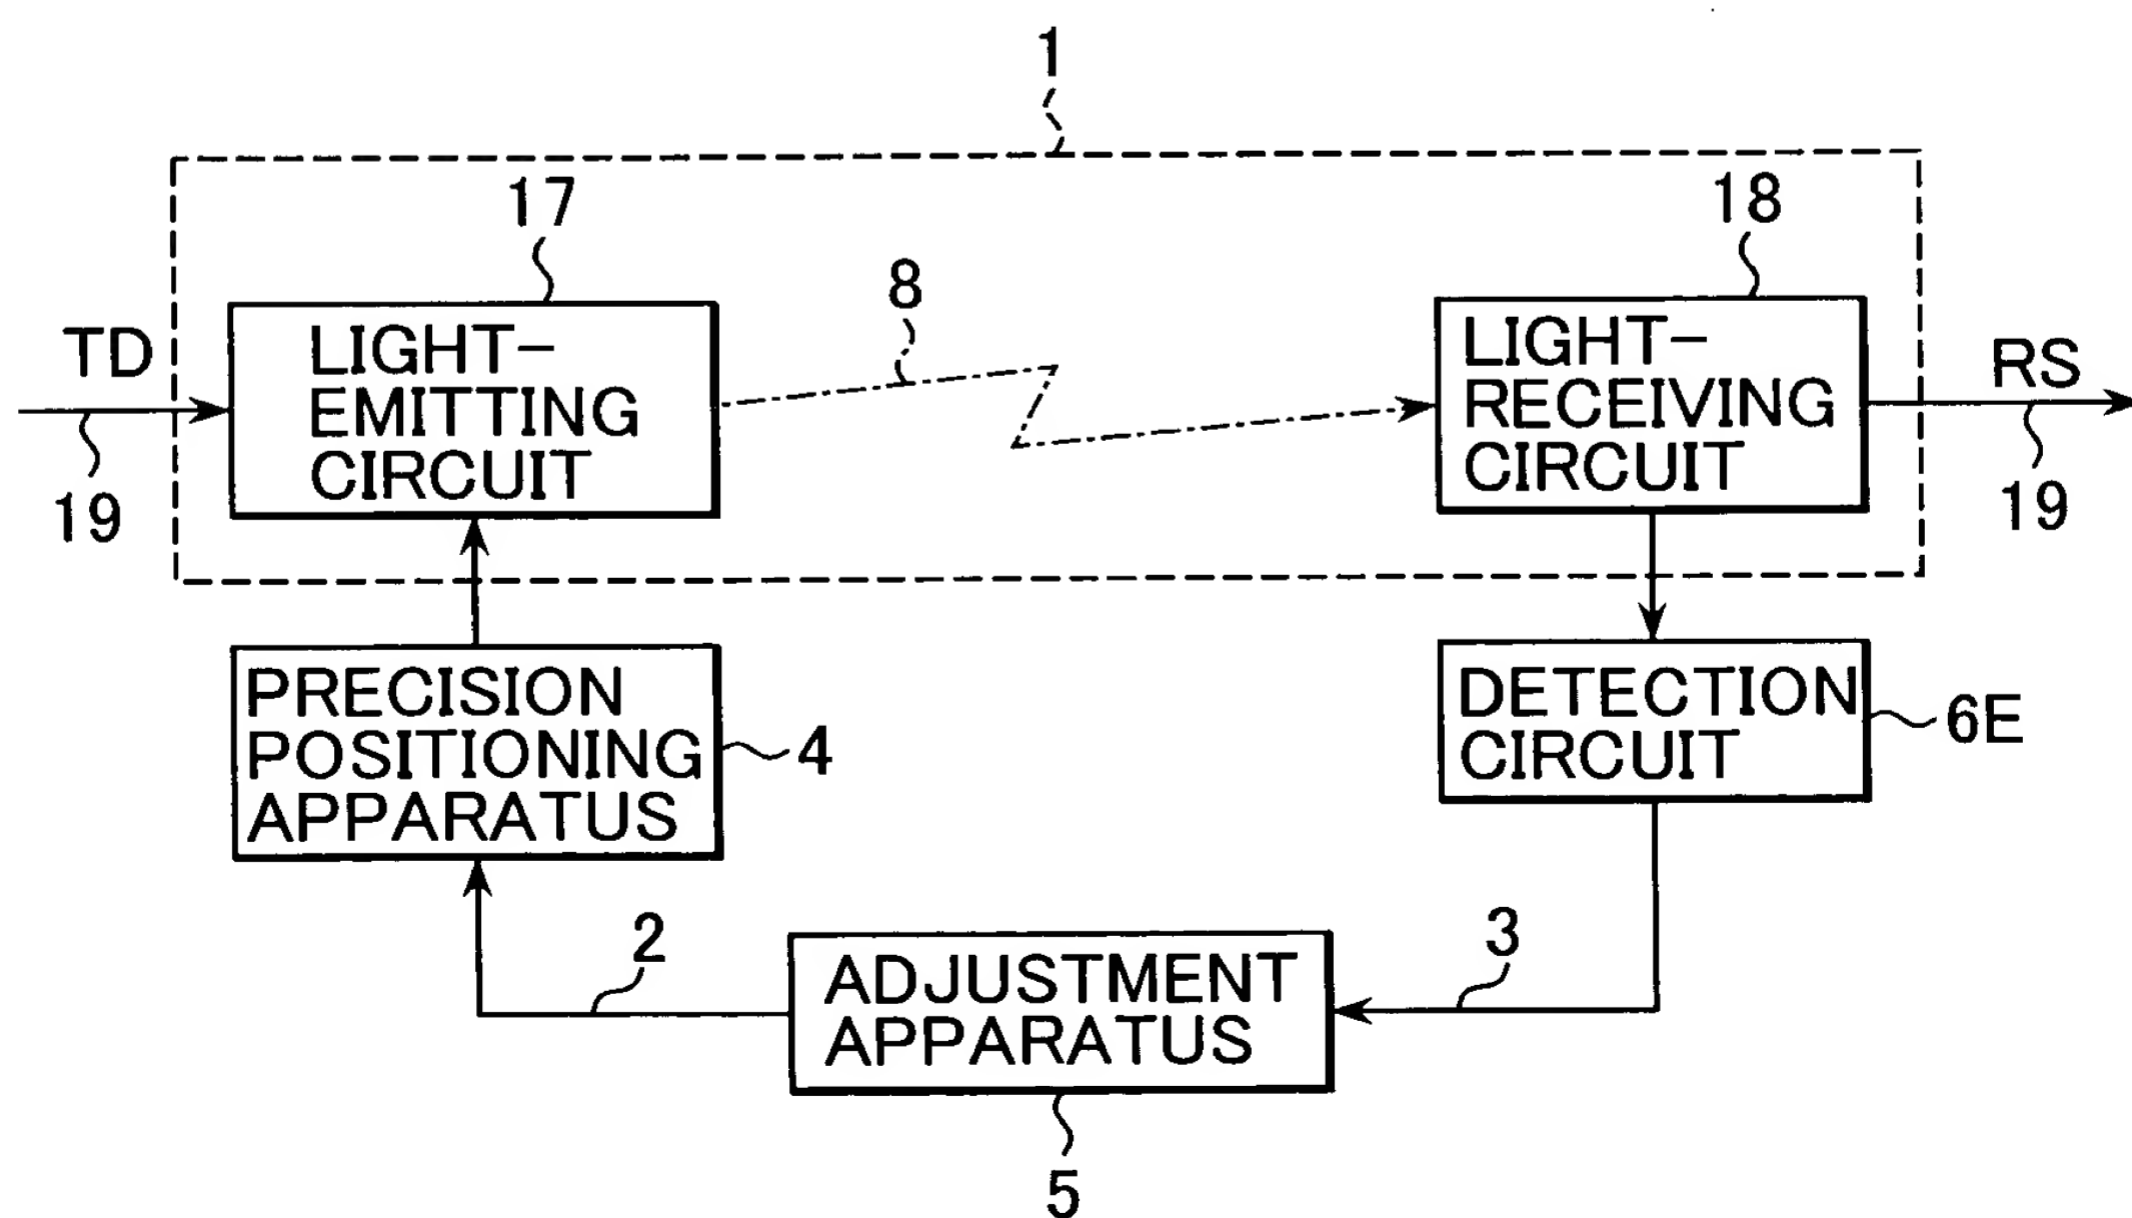 1
17
18
8
TD
LIGHT-
EMITTING
CIRCUIT
LIGHT-
RECEIVING
CIRCUIT
RS
19
19
PRECISION
POSITIONING
APPARATUS
4
DETECTION
CIRCUIT
6E
2
3
ADJUSTMENT
APPARATUS
5